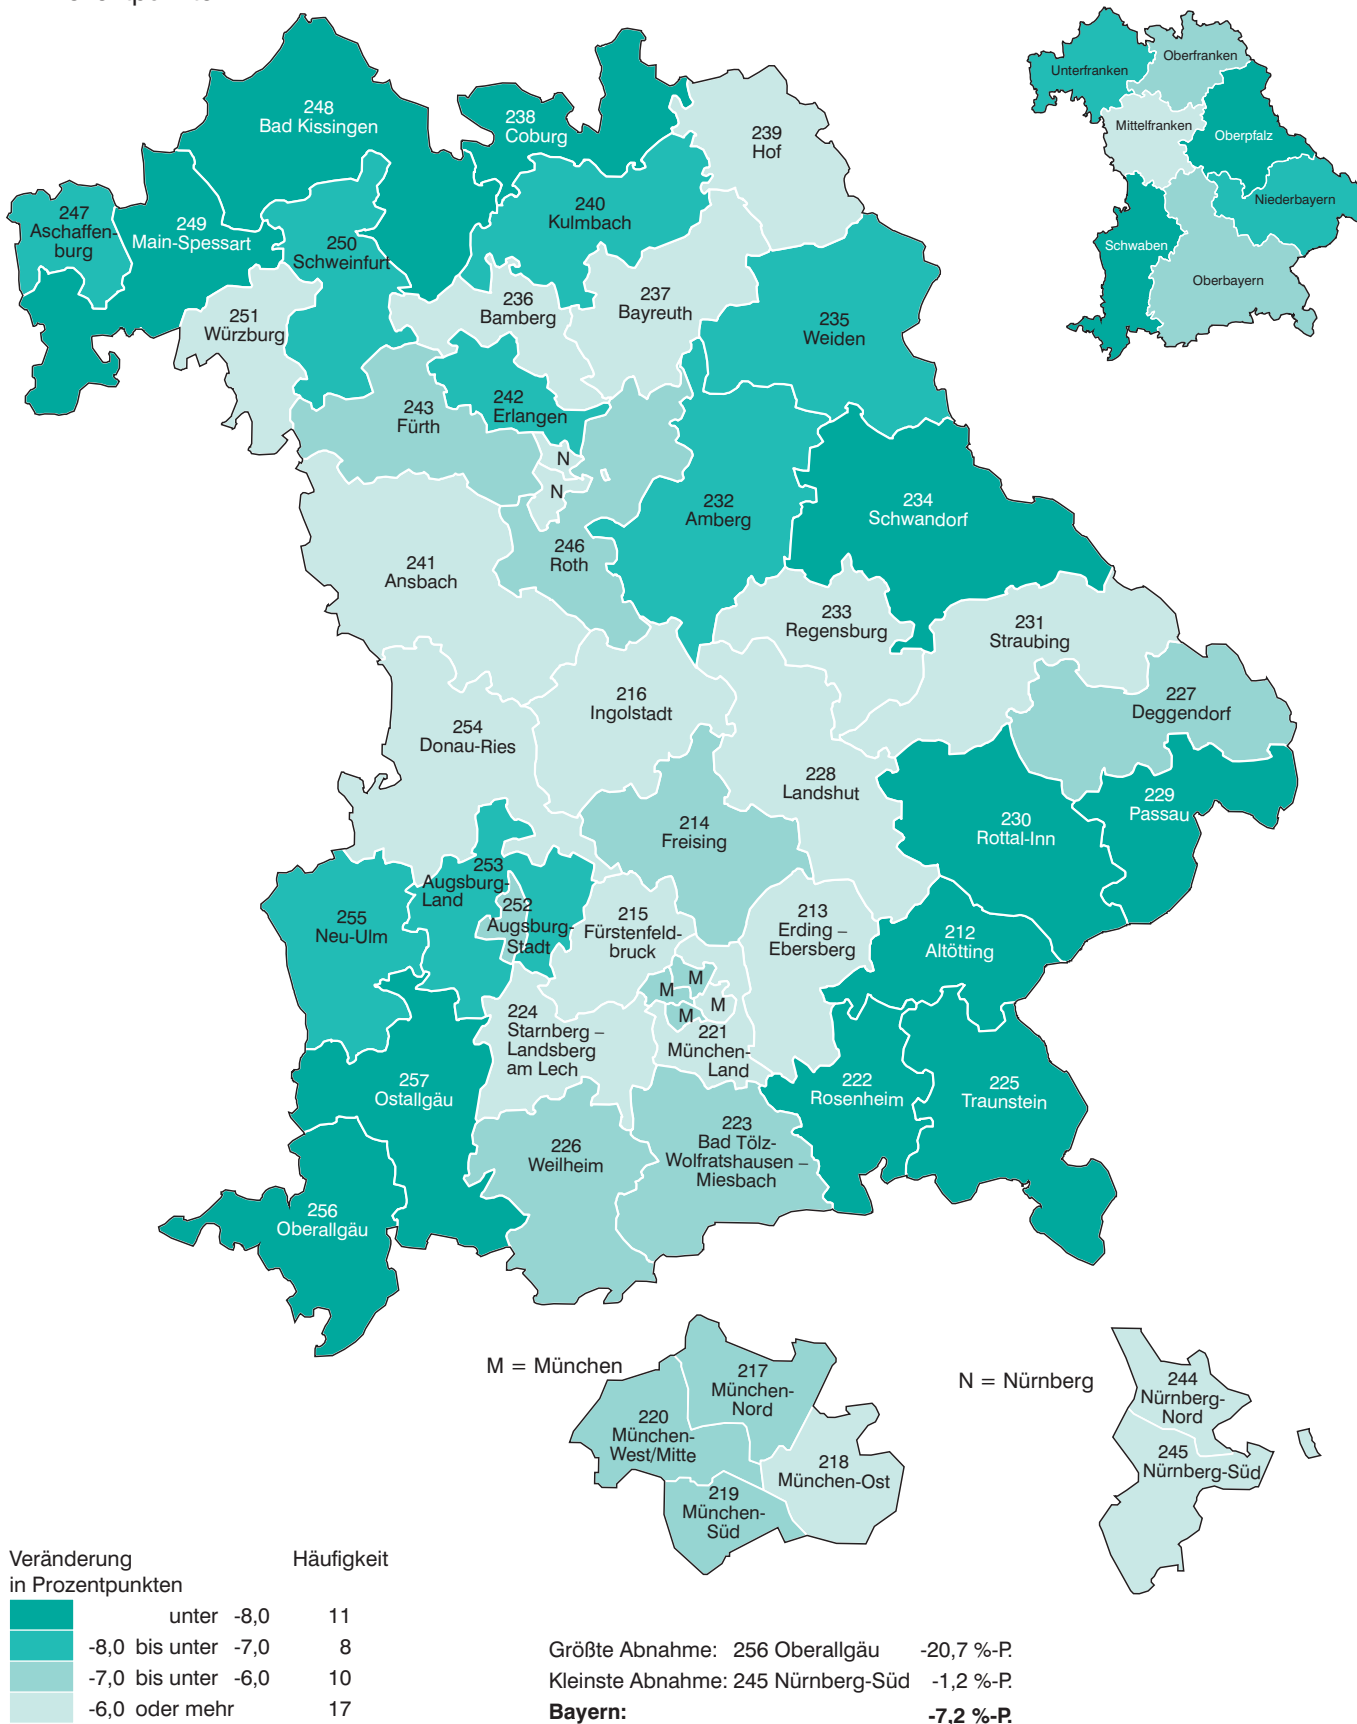 Oberfranken
Unterfranken
Mittelfranken
Oberpfalz
Niederbayern
Schwaben
Oberbayern
248
Bad Kissingen
238
Coburg
239
Hof
240
Kulmbach
247
Aschaffen-
burg
249
Main-Spessart
250
Schweinfurt
236
Bamberg
237
Bayreuth
251
Würzburg
235
Weiden
243
Fürth
242
Erlangen
N
N
232
Amberg
234
Schwandorf
241
Ansbach
246
Roth
233
Regensburg
231
Straubing
216
Ingolstadt
227
Deggendorf
254
Donau-Ries
228
Landshut
229
Passau
230
Rottal-Inn
214
Freising
253
Augsburg-
Land
252
Augsburg-
Stadt
255
Neu-Ulm
215
Fürstenfeld-
bruck
213
Erding –
Ebersberg
212
Altötting
M
M
M
M
224
Starnberg –
Landsberg
am Lech
221
München-
Land
257
Ostallgäu
222
Rosenheim
225
Traunstein
226
Weilheim
223
Bad Tölz-
Wolfratshausen –
Miesbach
256
Oberallgäu
M = München
217
München-
Nord
220
München-
West/Mitte
218
München-Ost
219
München-
Süd
N = Nürnberg
244
Nürnberg-
Nord
245
Nürnberg-Süd
Veränderung Häufigkeit
in Prozentpunkten
unter -8,0 11
-8,0 bis unter -7,0 8
-7,0 bis unter -6,0 10
-6,0 oder mehr 17
Größte Abnahme: 256 Oberallgäu -20,7 %-P.
Kleinste Abnahme: 245 Nürnberg-Süd -1,2 %-P.
Bayern: -7,2 %-P.